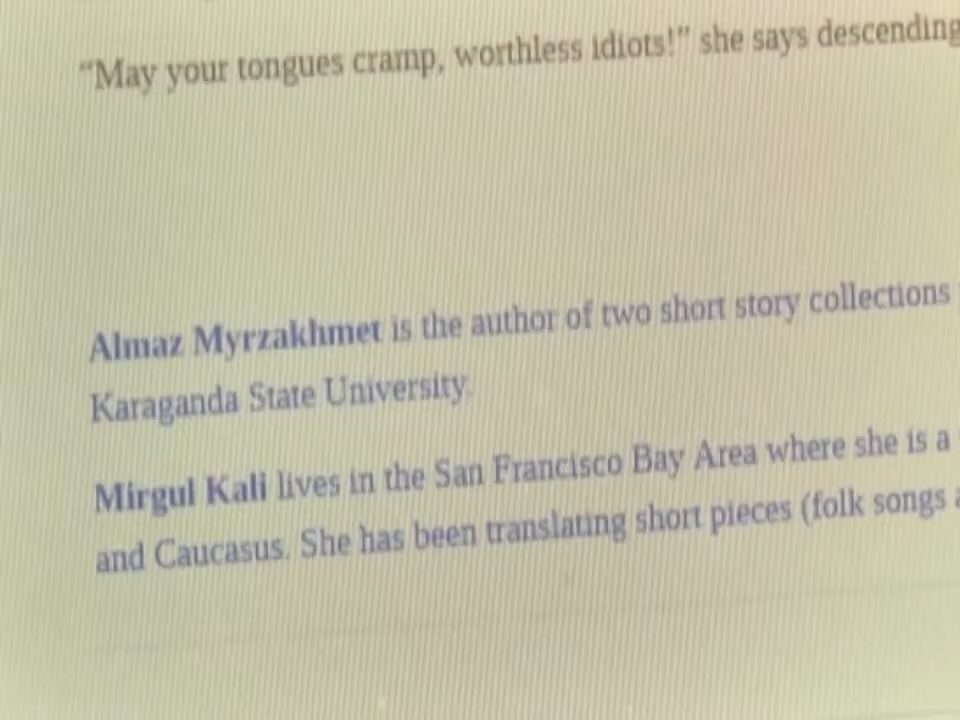 “May your tongues cramp, worthless idiots!” she says descending
Almaz Myrzakhmet is the author of two short story collections
Karaganda State University.
Mirgul Kali lives in the San Francisco Bay Area where she is a
and Caucasus. She has been translating short pieces (folk songs